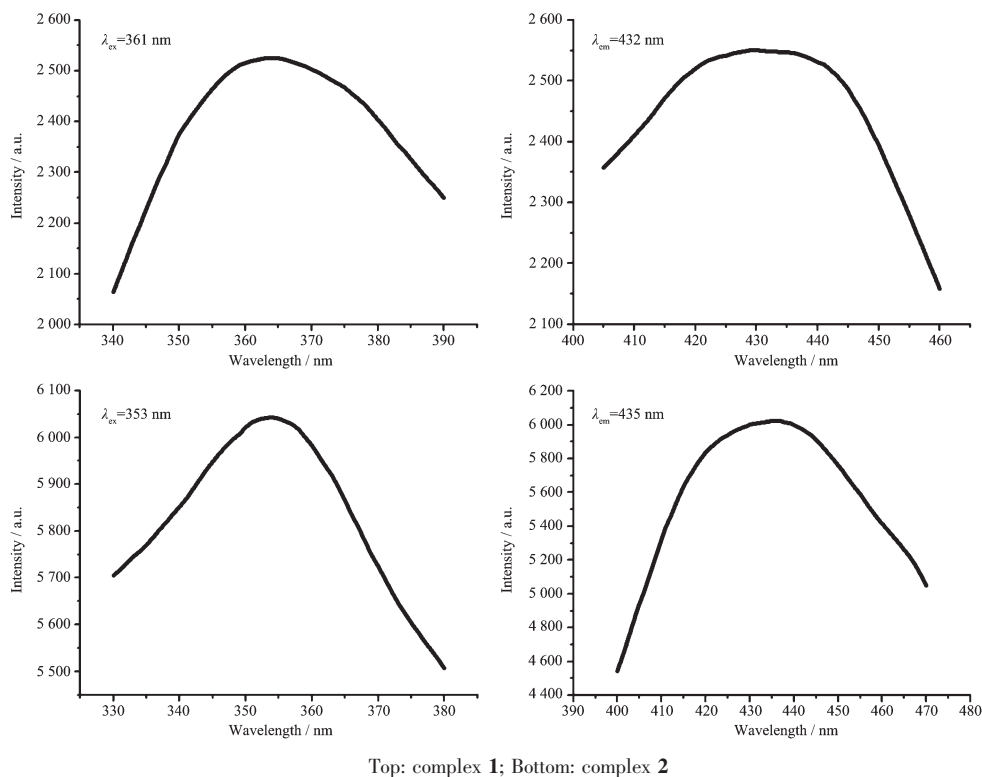 2 600
2 500
2 400
2 300
2 200
2 100
2 000
Intensity / a.u.
λex=361 nm
340 350 360 370 380 390
Wavelength / nm
2 600
2 500
2 400
2 300
2 200
2 100
Intensity / a.u.
λem=432 nm
400 410 420 430 440 450 460
Wavelength / nm
6 100
6 000
5 900
5 800
5 700
5 600
5 500
Intensity / a.u.
λex=353 nm
330 340 350 360 370 380
Wavelength / nm
6 200
6 000
5 800
5 600
5 400
5 200
5 000
4 800
4 600
4 400
Intensity / a.u.
λem=435 nm
390 400 410 420 430 440 450 460 470 480
Wavelength / nm
Top: complex 1; Bottom: complex 2